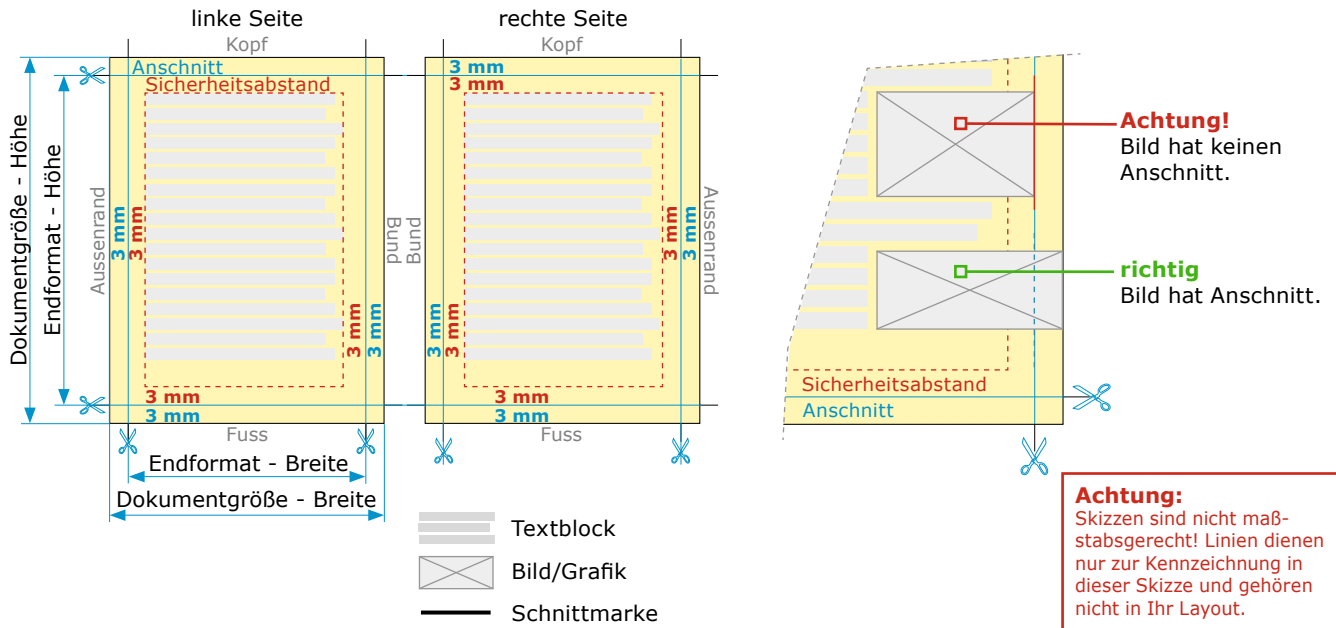 linke Seite
rechte Seite
Kopf
Kopf
Anschnitt
Sicherheitsabstand
3 mm
3 mm
Dokumentgröße - Höhe
Endformat - Höhe
Aussenrand
3 mm
3 mm
Bund
Bund
3 mm
3 mm
Aussenrand
3 mm
3 mm
3 mm
3 mm
3 mm
3 mm
3 mm
3 mm
3 mm
Fuss
Fuss
Endformat - Breite
Dokumentgröße - Breite
Textblock
Bild/Grafik
Schnittmarke
Achtung!
Bild hat keinen
Anschnitt.
richtig
Bild hat Anschnitt.
Sicherheitsabstand
Anschnitt
Achtung:
Skizzen sind nicht maß-
stabsgerecht! Linien dienen
nur zur Kennzeichnung in
dieser Skizze und gehören
nicht in Ihr Layout.